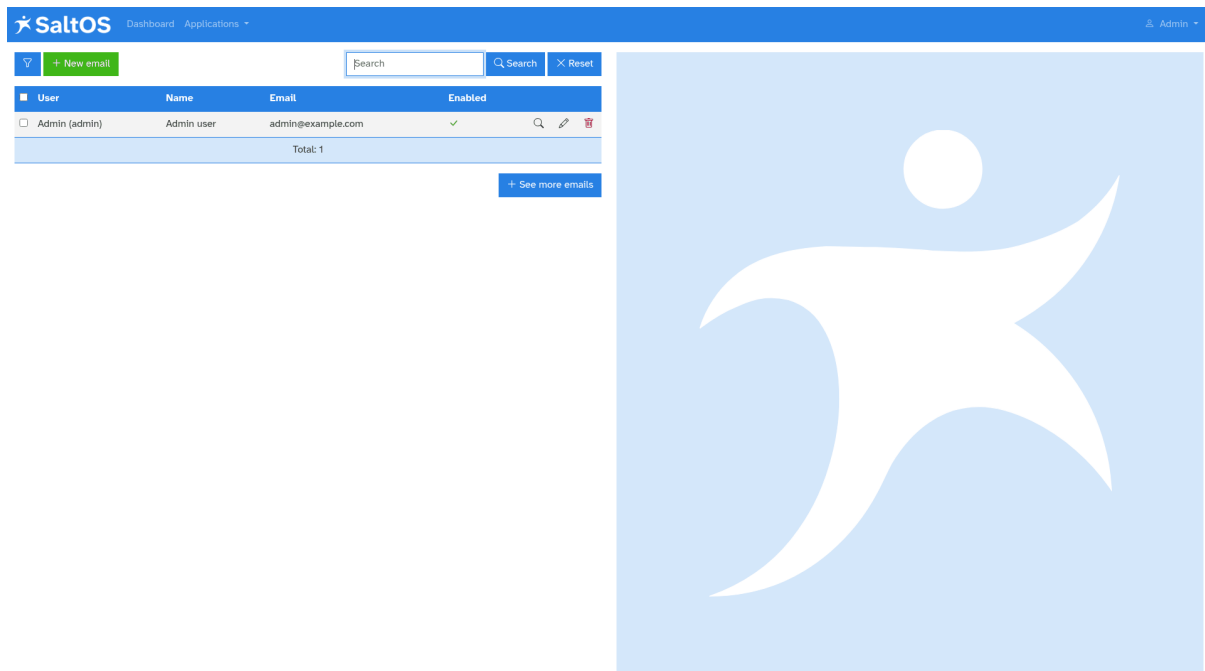 SaltOS Dashboard Applications Admin
+ New email Search Search Reset
User Name Email Enabled
Admin (admin) Admin user admin@example.com
Total: 1
+ See more emails